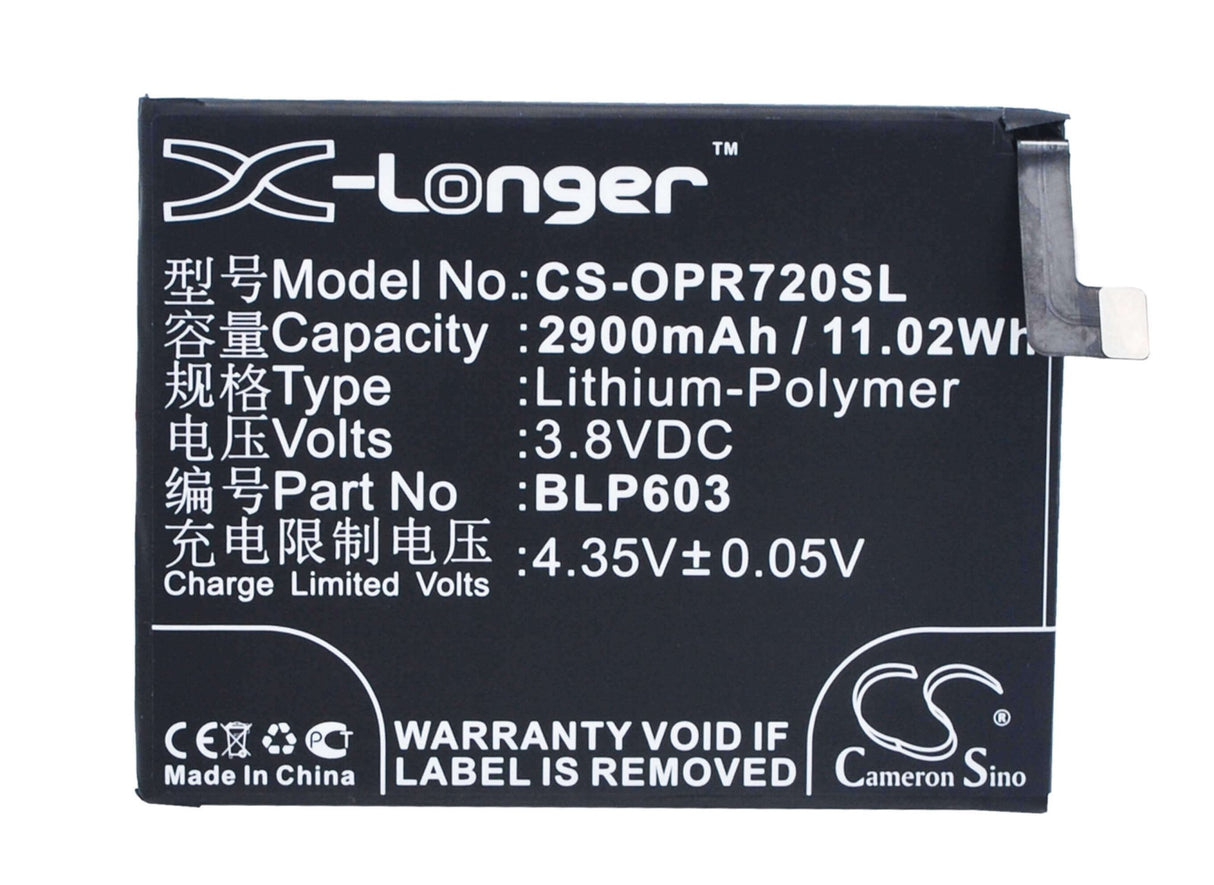 X-Longer™
型号Model No.:CS-OPR720SL
容量Capacity :2900mAh / 11.02Wh
规格Type :Lithium-Polymer
电压Volts :3.8VDC
编号Part No :BLP603
充电限制电压 :4.35V±0.05V
Charge Limited Volts
CE PCT
Made In China
WARRANTY VOID IF
LABEL IS REMOVED
CS®
Cameron Sino